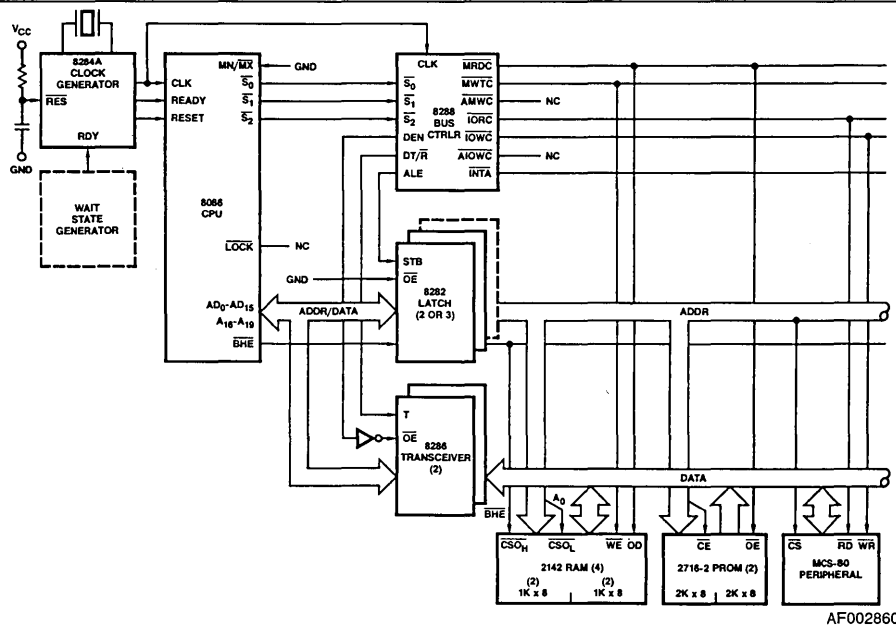 VCC
8284A
CLOCK
GENERATOR
RES
RDY
GND
WAIT
STATE
GENERATOR
MN/MX
GND
CLK
S0
READY
S1
RESET
S2
8086
CPU
LOCK
NC
AD0-AD15
A16-A19
BHE
ADDR/DATA
CLK
S0
S1
S2
DEN
DT/R
ALE
8288
BUS
CTRLR
MRDC
MWTC
AMWC
NC
IORC
IOWC
AIOWC
NC
INTA
STB
GND
OE
8282
LATCH
(2 OR 3)
ADDR
T
OE
8286
TRANSCEIVER
(2)
DATA
BHE
A0
CSOH
CSOL
WE
OD
2142 RAM (4)
(2)
(2)
1K x 8
1K x 8
CE
OE
2716-2 PROM (2)
2K x 8
2K x 8
CS
RD
WR
MCS-80
PERIPHERAL
AF002860